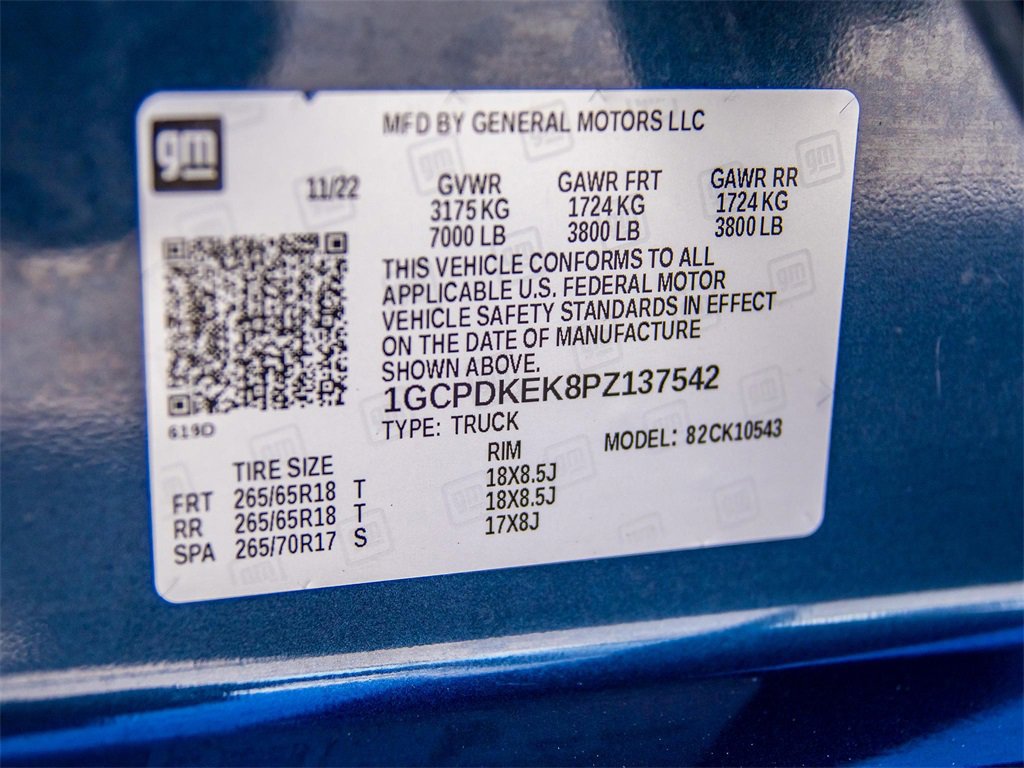 gm
MFD BY GENERAL MOTORS LLC
11/22 GVWR GAWR FRT GAWR RR
3175 KG 1724 KG 1724 KG
7000 LB 3800 LB 3800 LB
THIS VEHICLE CONFORMS TO ALL
APPLICABLE U.S. FEDERAL MOTOR
VEHICLE SAFETY STANDARDS IN EFFECT
ON THE DATE OF MANUFACTURE
SHOWN ABOVE.
1GCPDKEK8PZ137542
619D
TYPE: TRUCK MODEL: 82CK10543
TIRE SIZE RIM
FRT 265/65R18 T 18X8.5J
RR 265/65R18 T 18X8.5J
SPA 265/70R17 S 17X8J